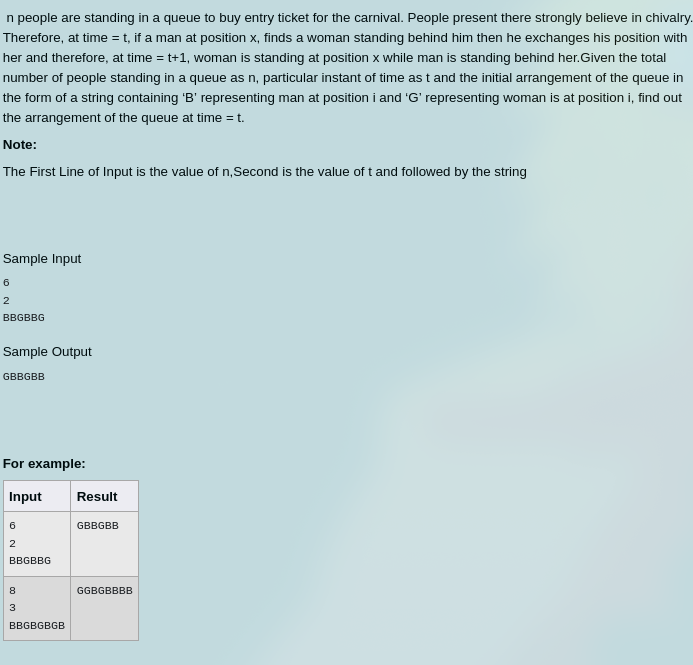 n people are standing in a queue to buy entry ticket for the carnival. People present there strongly believe in chivalry.
Therefore, at time = t, if a man at position x, finds a woman standing behind him then he exchanges his position with
her and therefore, at time = t+1, woman is standing at position x while man is standing behind her.Given the total
number of people standing in a queue as n, particular instant of time as t and the initial arrangement of the queue in
the form of a string containing ‘B’ representing man at position i and ‘G’ representing woman is at position i, find out
the arrangement of the queue at time = t.
Note:
The First Line of Input is the value of n,Second is the value of t and followed by the string
Sample Input
6
2
BBGBBG
Sample Output
GBBGBB
For example:
Input Result
6 GBBGBB
2
BBGBBG
8 GGBGBBBB
3
BBGBGBGB